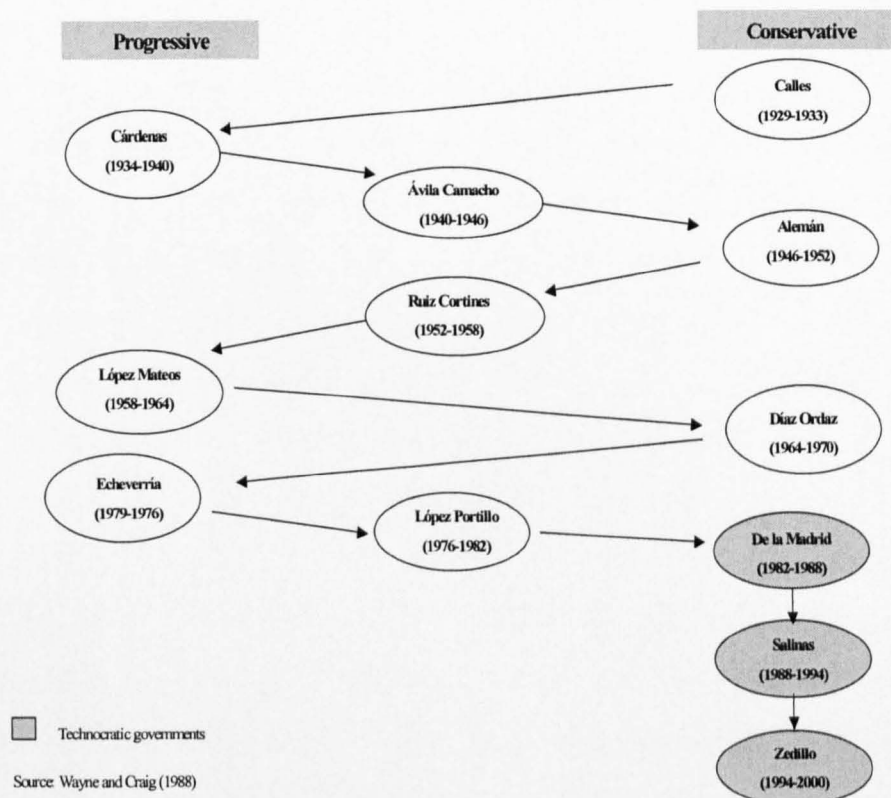 Progressive
Conservative
Calles
(1929-1933)
Cárdenas
(1934-1940)
Ávila Camacho
(1940-1946)
Alemán
(1946-1952)
Ruiz Cortines
(1952-1958)
López Mateos
(1958-1964)
Díaz Ordaz
(1964-1970)
Echeverría
(1979-1976)
López Portillo
(1976-1982)
De la Madrid
(1982-1988)
Salinas
(1988-1994)
Zedillo
(1994-2000)
Technocratic governments
Source: Wayne and Craig (1988)